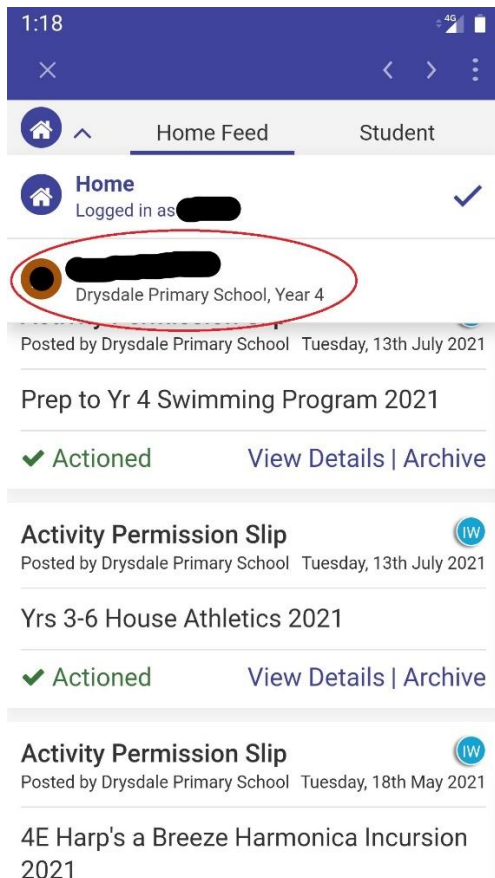 1:18
4G
Home Feed Student
Home
Logged in as
Drysdale Primary School, Year 4
Activity Permission Slip
Posted by Drysdale Primary School Tuesday, 13th July 2021
Prep to Yr 4 Swimming Program 2021
Actioned View Details | Archive
Activity Permission Slip
IW
Posted by Drysdale Primary School Tuesday, 13th July 2021
Yrs 3-6 House Athletics 2021
Actioned View Details | Archive
Activity Permission Slip
IW
Posted by Drysdale Primary School Tuesday, 18th May 2021
4E Harp's a Breeze Harmonica Incursion
2021